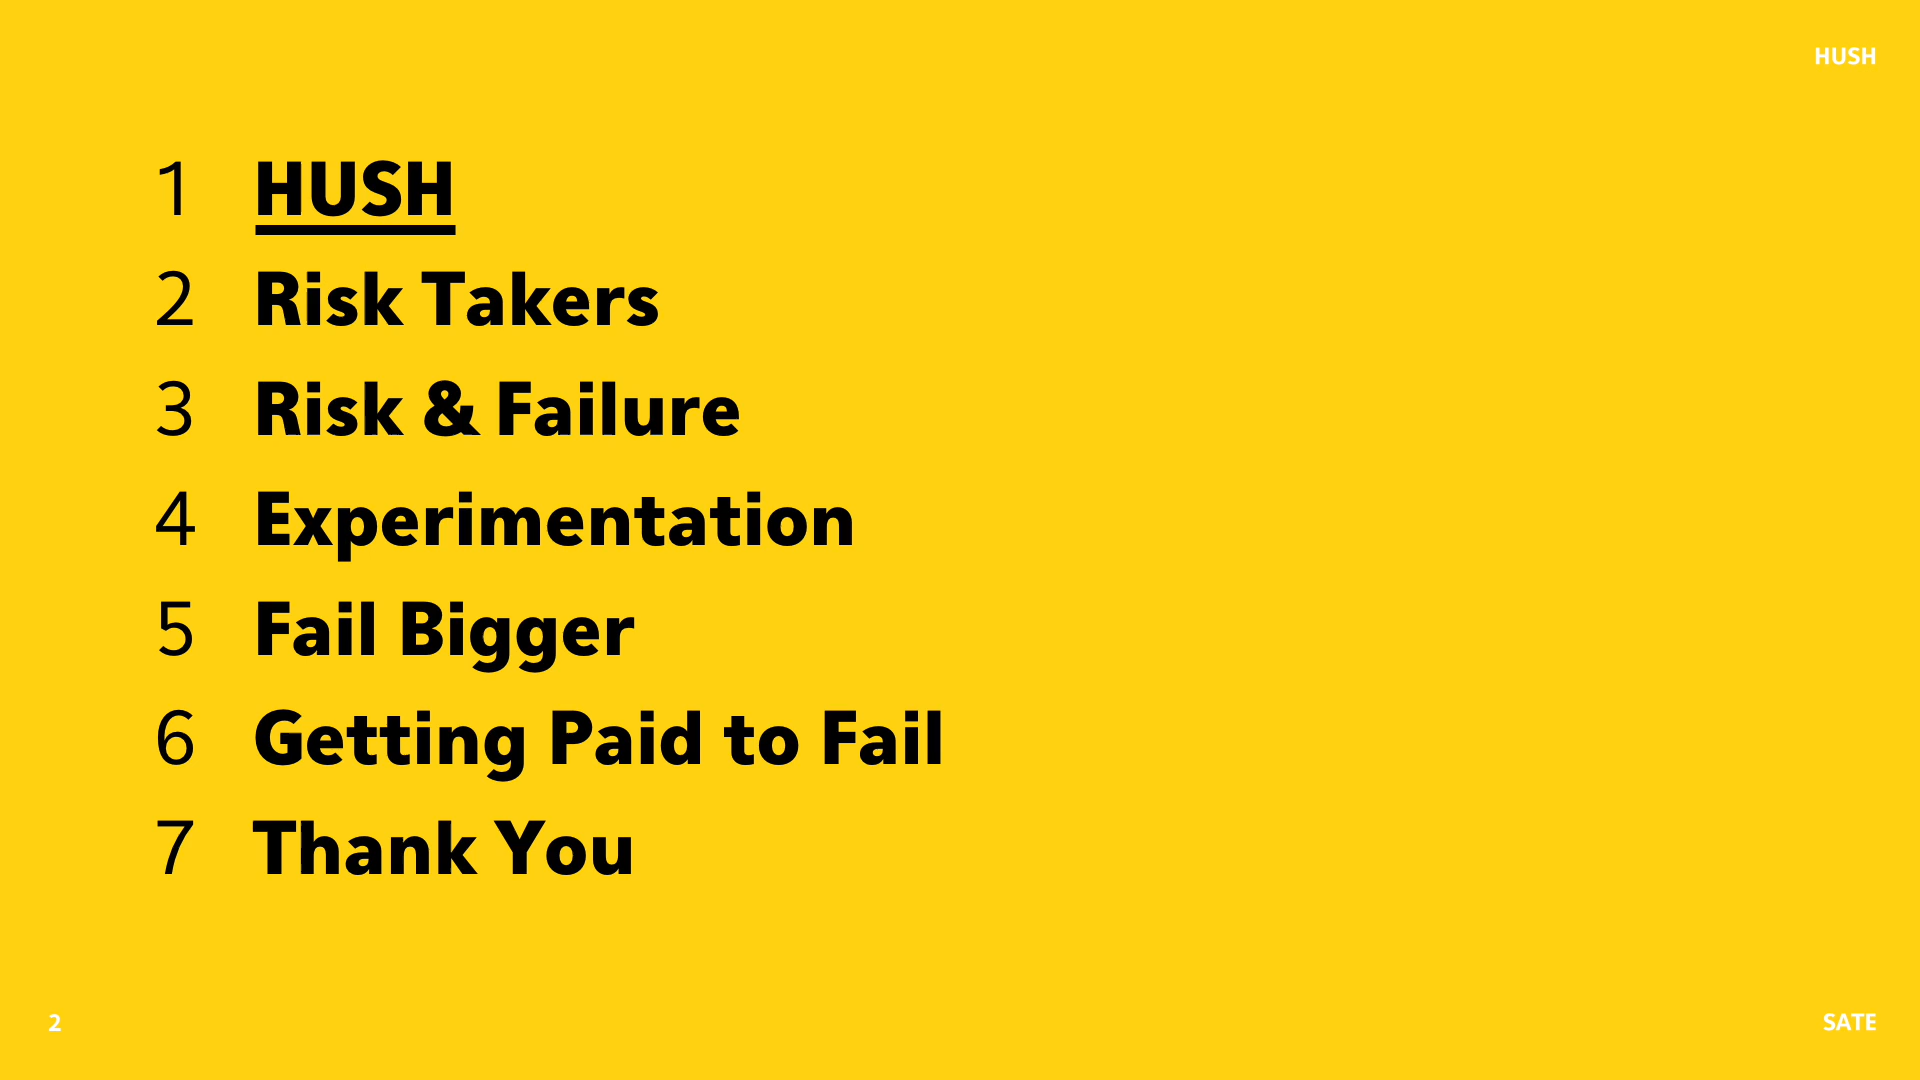 HUSH
1 HUSH
2 Risk Takers
3 Risk & Failure
4 Experimentation
5 Fail Bigger
6 Getting Paid to Fail
7 Thank You
2
SATE